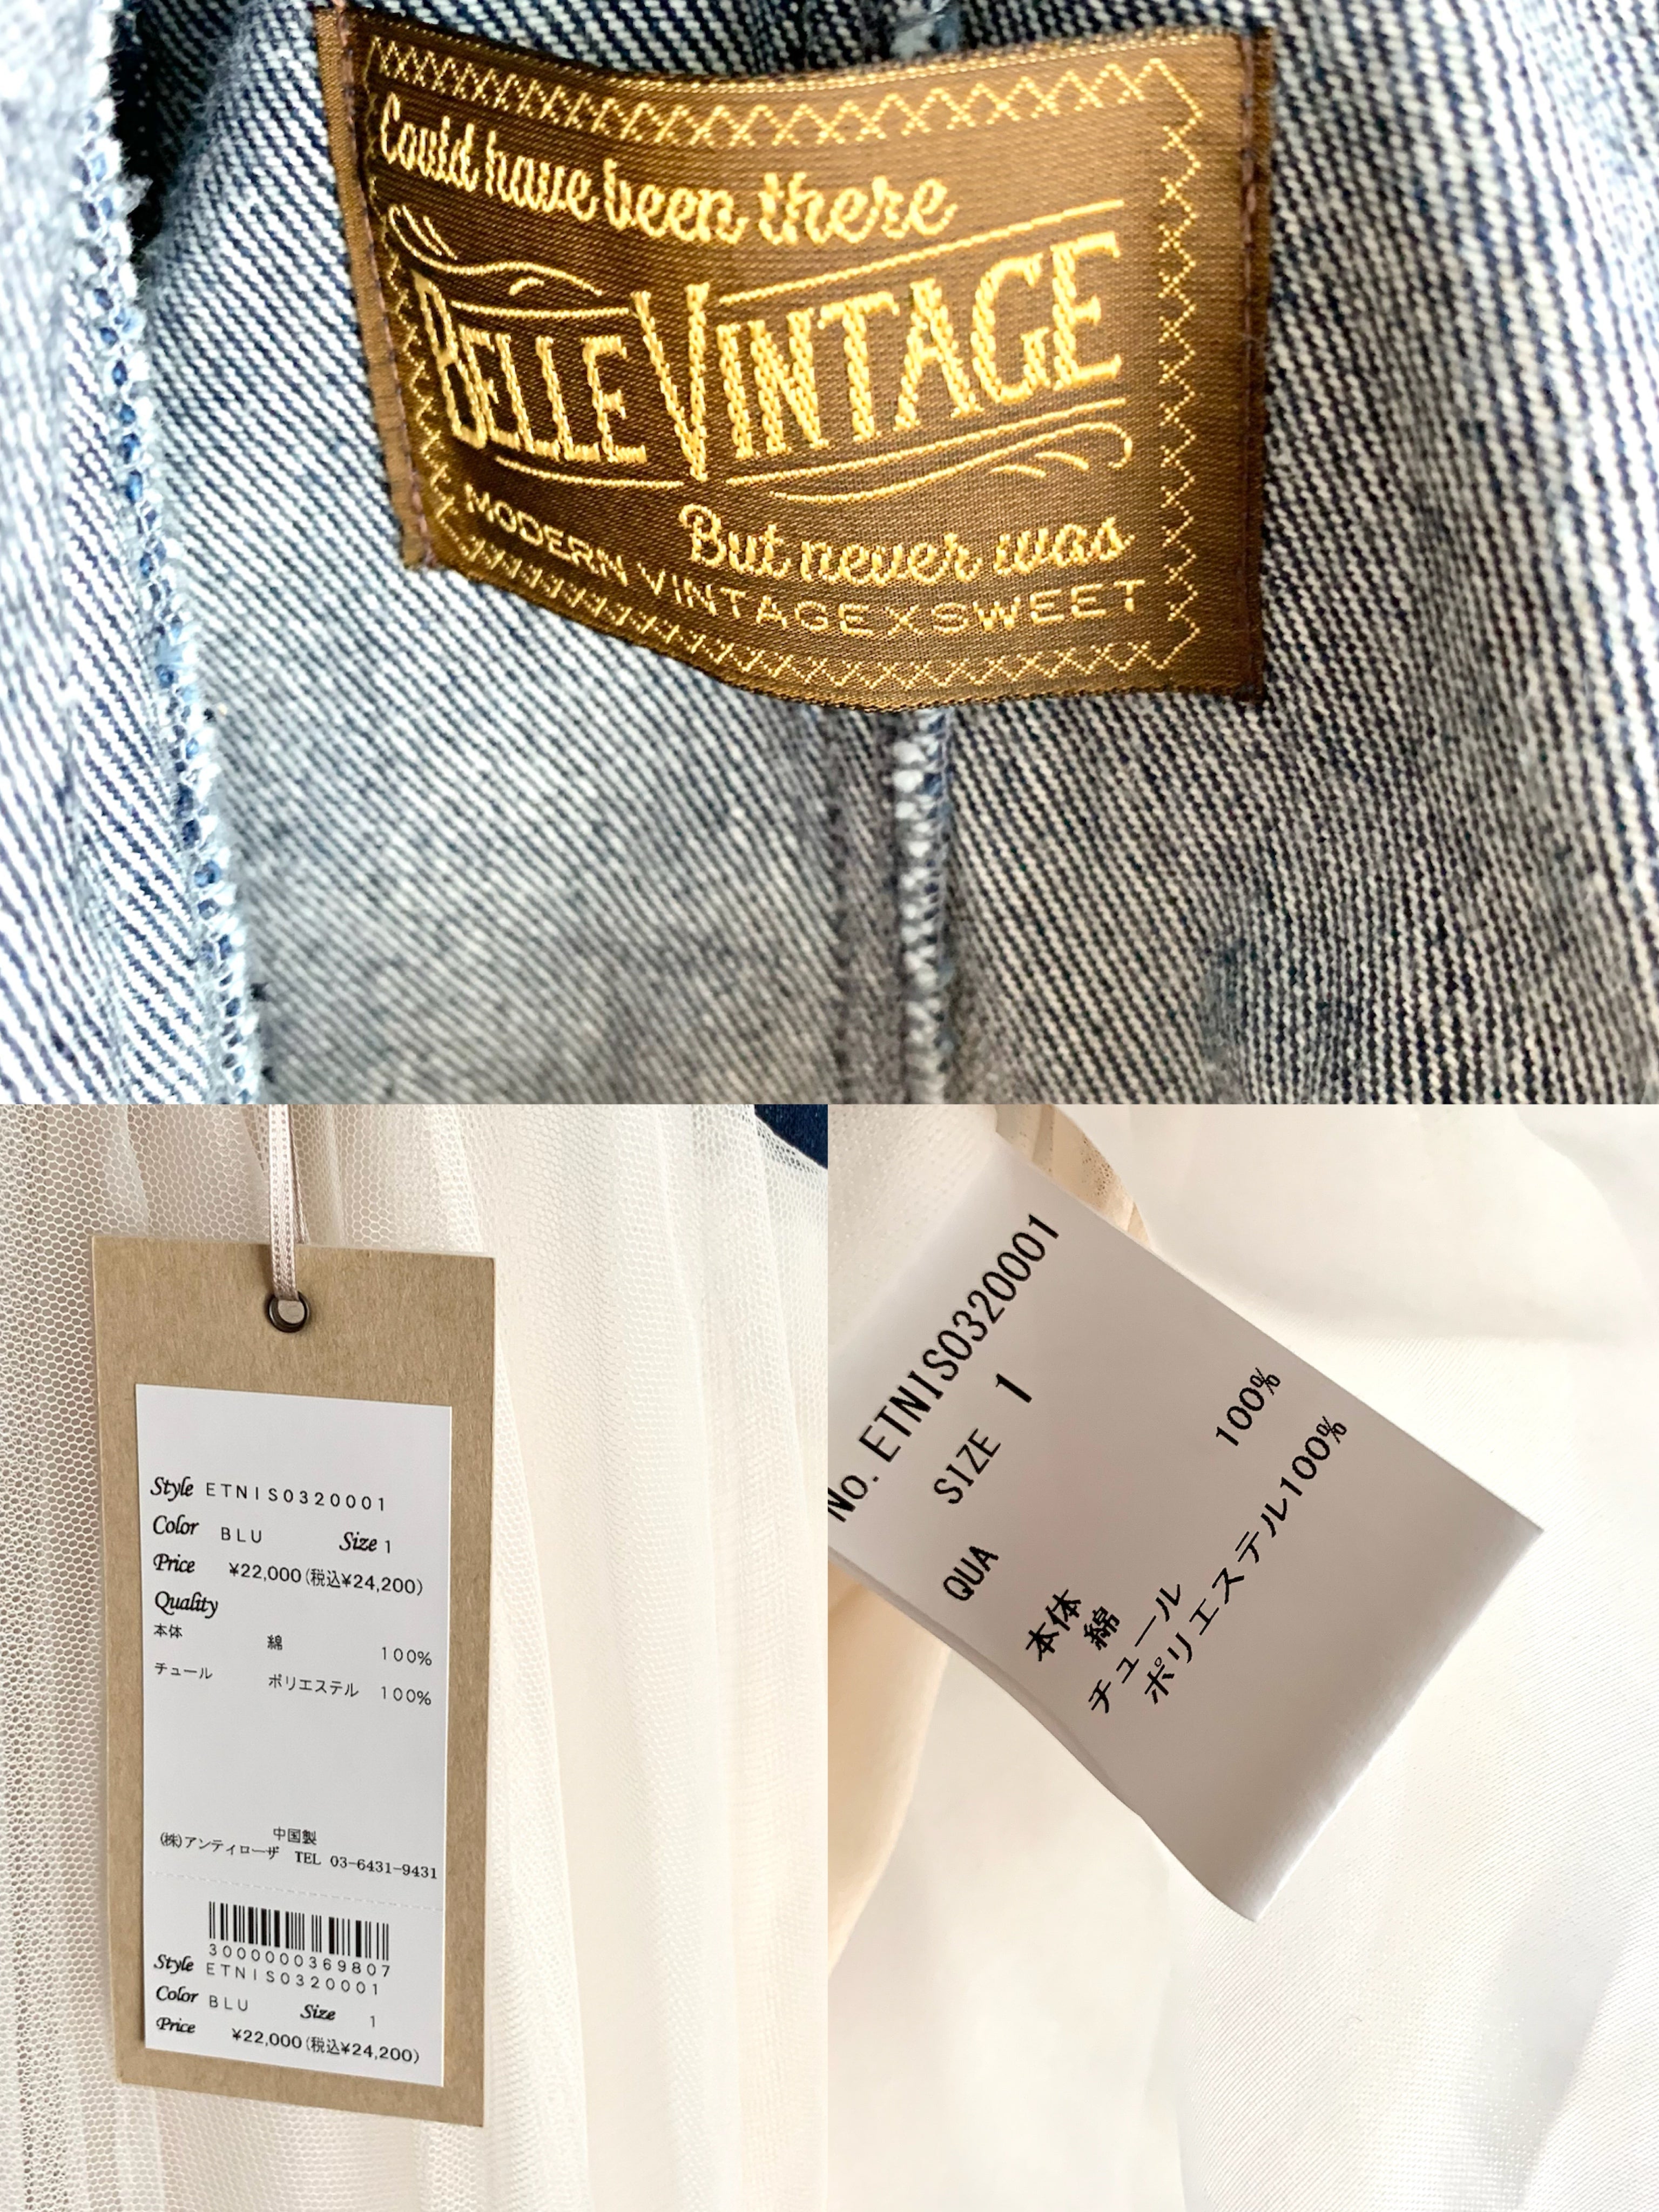 Could have been there
BELLE VINTAGE
But never was
MODERN VINTAGE X SWEET
Style ETNIS0320001
Color BLU Size 1
Price ¥22,000(税込¥24,200)
Quality
本体 綿 100%
チュール ポリエステル 100%
中国製
(株)アンティローザ TEL 03-6431-9431
3000000369807
Style ETNIS0320001
Color BLU Size 1
Price ¥22,000(税込¥24,200)
No.ETNIS0320001
SIZE 1
QUA
本体
綿 100%
チュール
ポリエステル100%